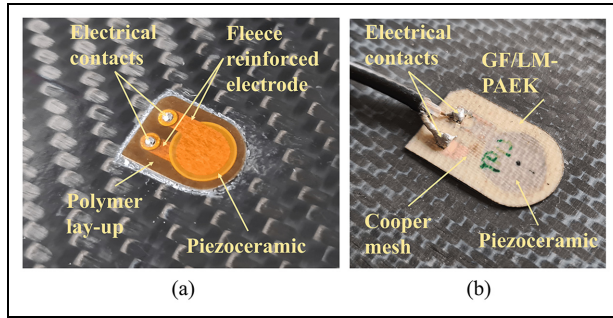 Electrical
contacts
Fleece
reinforced
electrode
Polymer
lay-up
Piezoceramic
(a)
Electrical
contacts
GF/LM-
PAEK
Cooper
mesh
Piezoceramic
(b)